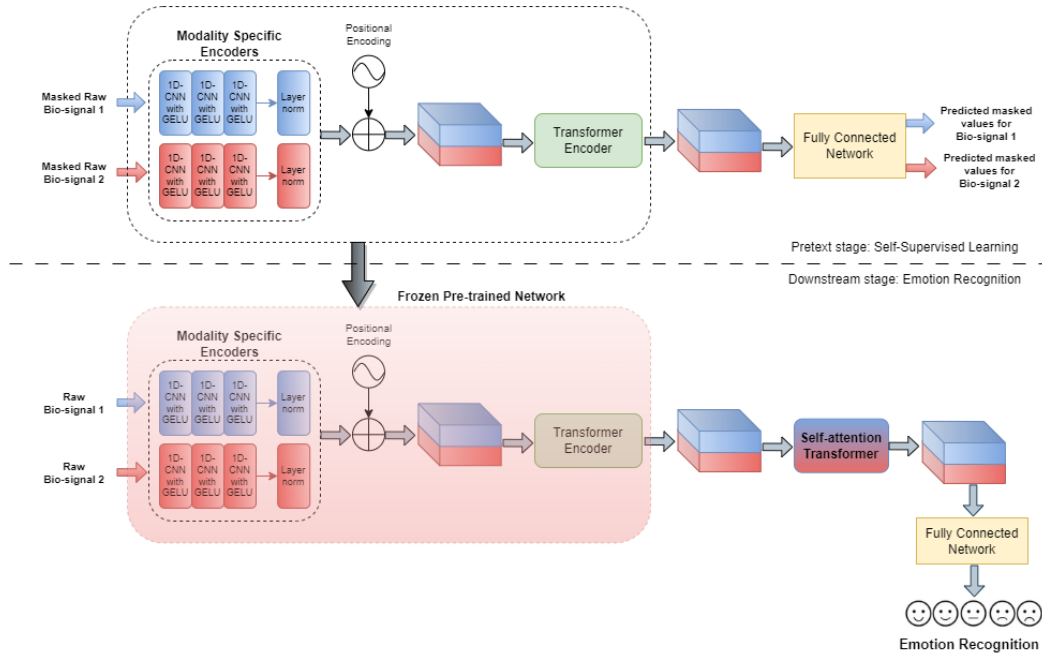 Modality Specific
Encoders
Positional
Encoding
Masked Raw
Bio-signal 1
1D-
CNN
with
GELU
1D-
CNN
with
GELU
1D-
CNN
with
GELU
Layer
norm
Masked Raw
Bio-signal 2
1D-
CNN
with
GELU
1D-
CNN
with
GELU
1D-
CNN
with
GELU
Layer
norm
Transformer
Encoder
Fully Connected
Network
Predicted masked
values for
Bio-signal 1
Predicted masked
values for
Bio-signal 2
Pretext stage: Self-Supervised Learning
Downstream stage: Emotion Recognition
Frozen Pre-trained Network
Modality Specific
Encoders
Positional
Encoding
Raw
Bio-signal 1
1D-
CNN
with
GELU
1D-
CNN
with
GELU
1D-
CNN
with
GELU
Layer
norm
Raw
Bio-signal 2
1D-
CNN
with
GELU
1D-
CNN
with
GELU
1D-
CNN
with
GELU
Layer
norm
Transformer
Encoder
Self-attention
Transformer
Fully Connected
Network
Emotion Recognition